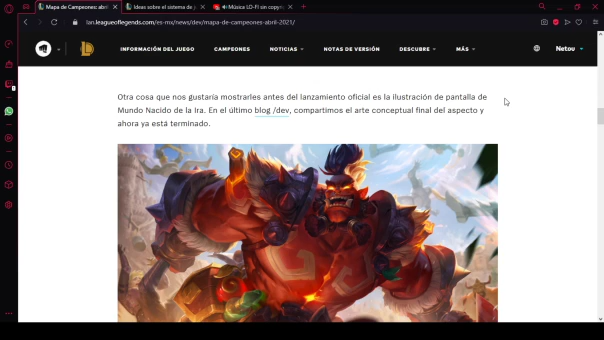 Mapa de Campeones: abril
Ideas sobre el sistema de j
Música LO-FI sin copyrig
lan.leagueoflegends.com/es-mx/news/dev/mapa-de-campeones-abril-2021/
INFORMACIÓN DEL JUEGO CAMPEONES NOTICIAS NOTAS DE VERSIÓN DESCUBRE MÁS Netou
Otra cosa que nos gustaría mostrarles antes del lanzamiento oficial es la ilustración de pantalla de
Mundo Nacido de la Ira. En el último blog /dev, compartimos el arte conceptual final del aspecto y
ahora ya está terminado.